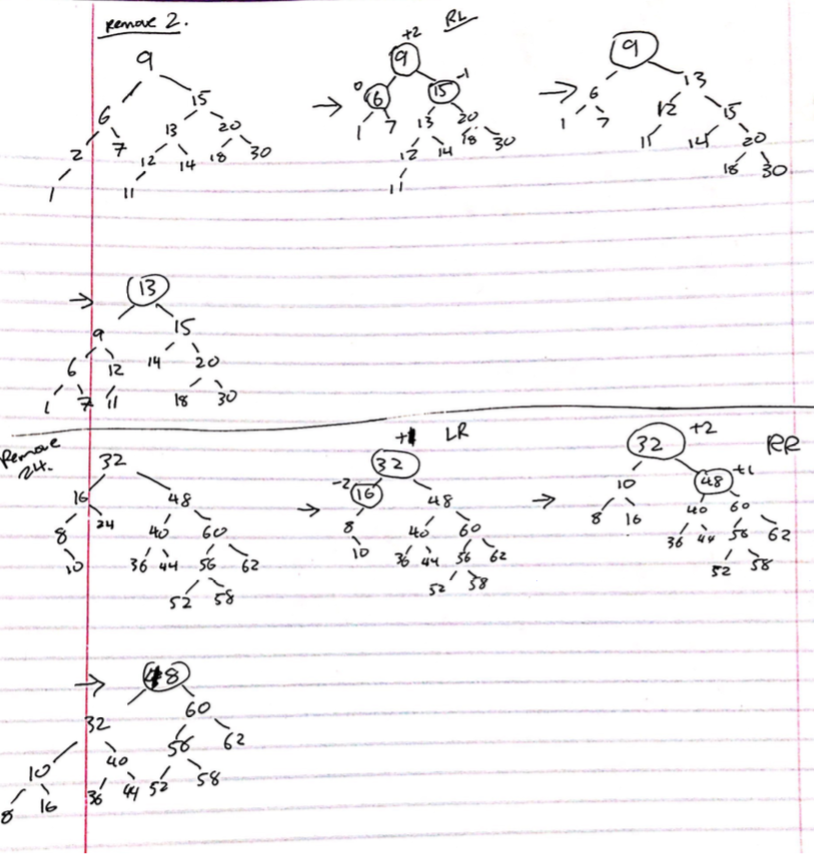 remove 2.
+2 RL
9 9 9
0 -1
6 15 6 15 6 13
2 7 13 20 1 7 13 20 1 7 12 15
1 12 14 18 30 12 14 18 30 11 14 20
11 11 18 30
13
9 15
6 12 14 20
1 7 11 18 30
Remove 24.
LR +2 RR
32 32 32
-2 +1
16 48 16 48 10 48
8 24 40 60 8 40 60 8 16 40 60
10 36 44 56 62 10 36 44 56 62 36 44 56 62
52 58 52 58 52 58
48
32 60
10 40 56 62
8 16 36 44 52 58